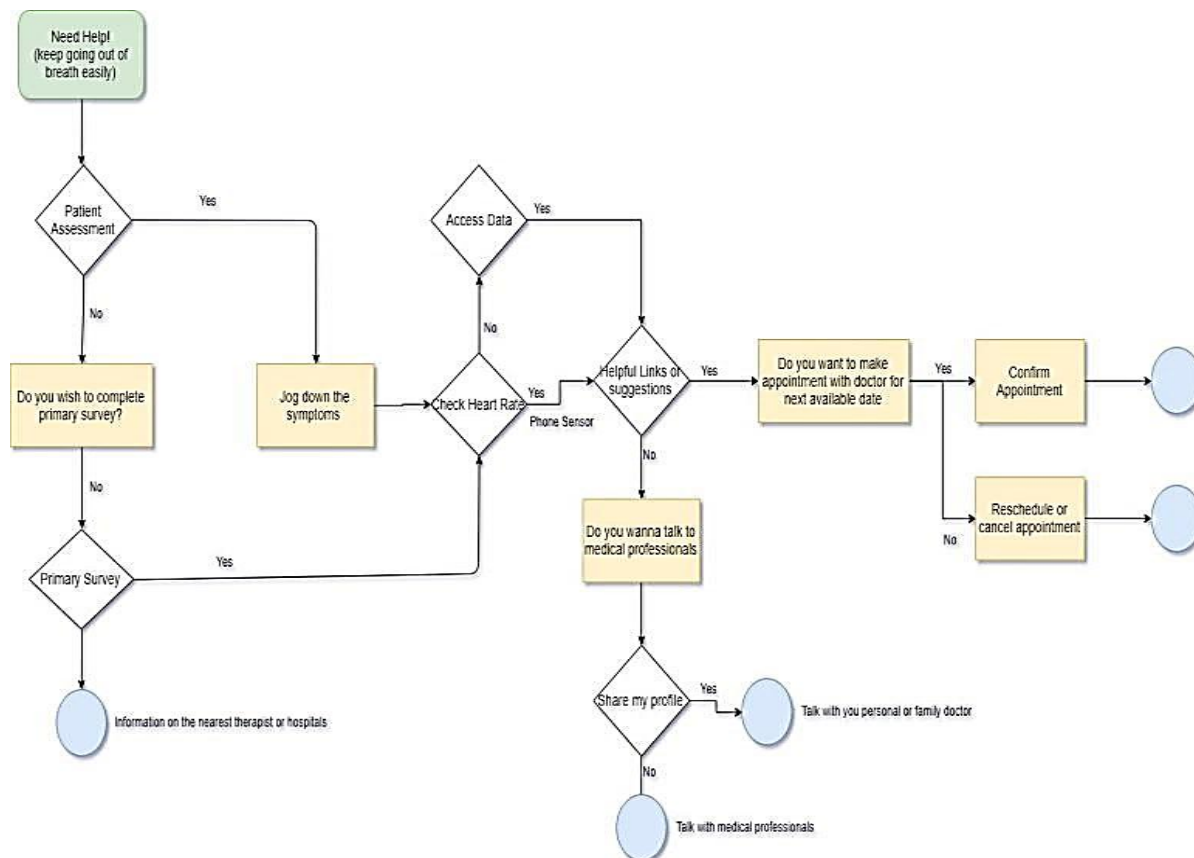 Need Help!
(keep going out of
breath easily)
Patient
Assessment
Yes
No
Access Data
Yes
No
Do you wish to complete
primary survey?
Jog down the
symptoms
Check Heart Rate
Yes
Phone Sensor
Helpful Links or
suggestions
Yes
Do you want to make
appointment with doctor for
next available date
Yes
Confirm
Appointment
No
No
Do you wanna talk to
medical professionals
No
Reschedule or
cancel appointment
Primary Survey
Yes
Share my profile
Yes
Talk with you personal or family doctor
Information on the nearest therapist or hospitals
No
Talk with medical professionals